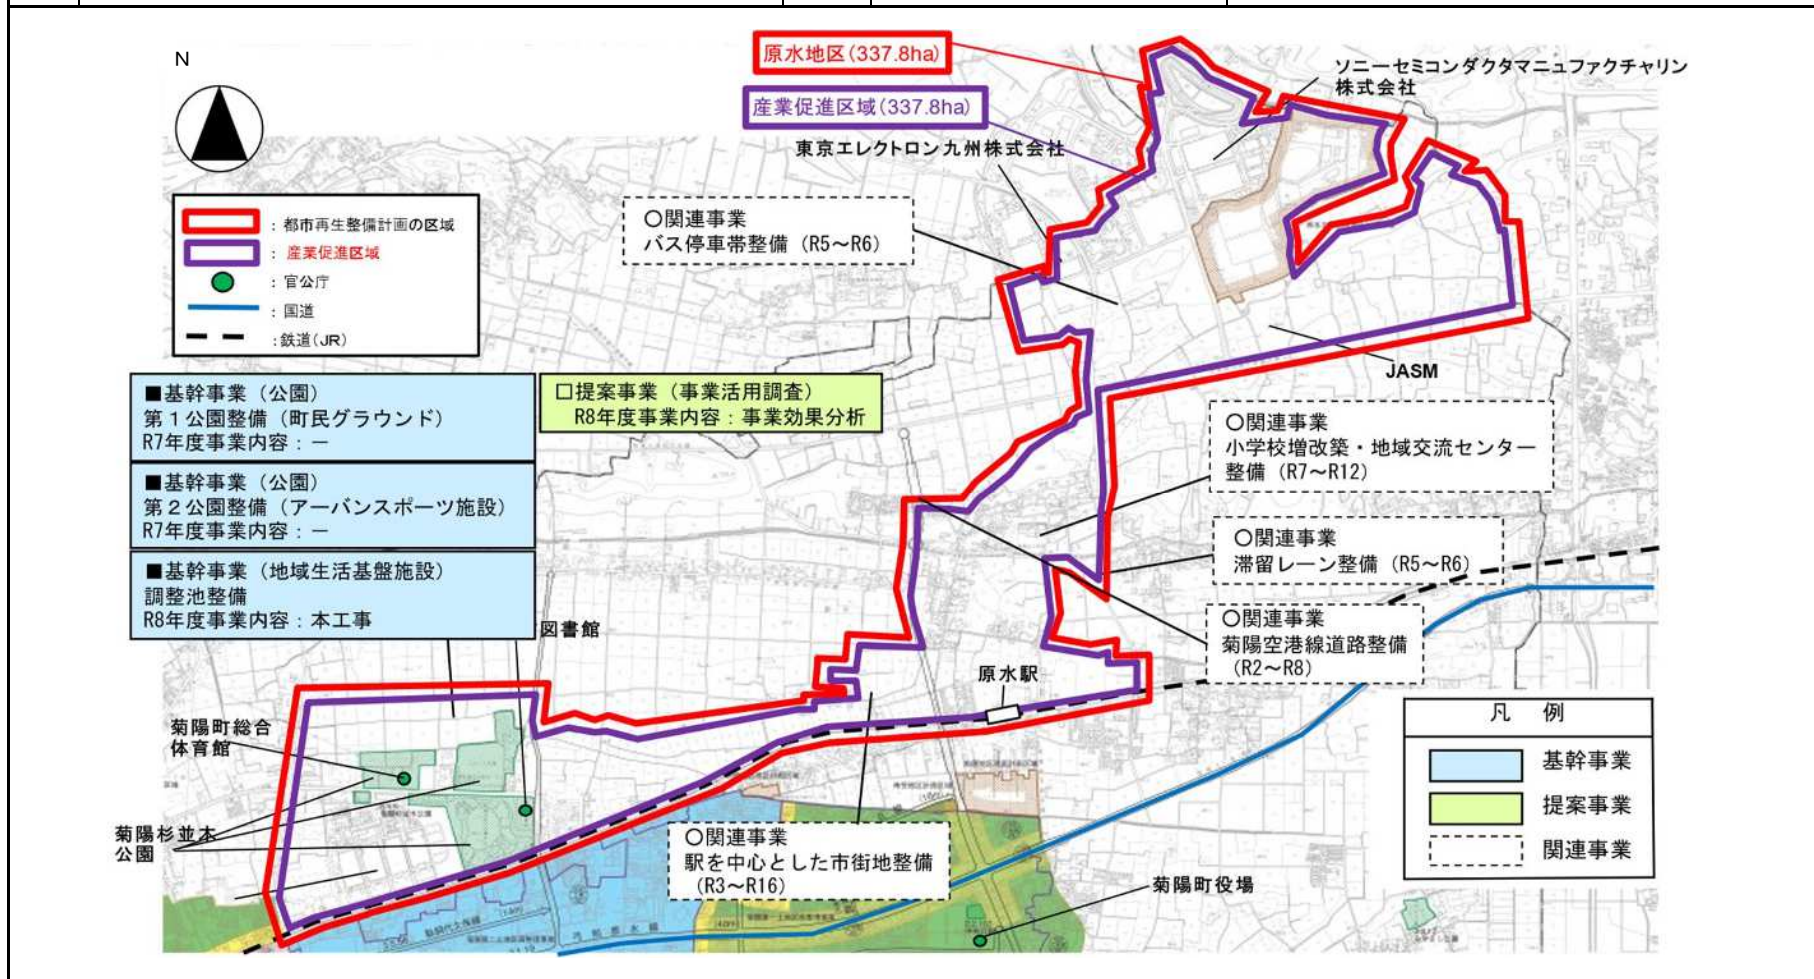 N
原水地区(337.8ha)
産業促進区域(337.8ha)
ソニーセミコンダクタマニュファクチャリン
株式会社
東京エレクトロン九州株式会社
：都市再生整備計画の区域
：産業促進区域
：官公庁
：国道
：鉄道(JR)
〇関連事業
バス停車帯整備（R5～R6）
JASM
■基幹事業（公園）
第１公園整備（町民グラウンド）
R7年度事業内容：－
□提案事業（事業活用調査）
R8年度事業内容：事業効果分析
■基幹事業（公園）
第２公園整備（アーバンスポーツ施設）
R7年度事業内容：－
■基幹事業（地域生活基盤施設）
調整池整備
R8年度事業内容：本工事
図書館
〇関連事業
小学校増改築・地域交流センター
整備（R7～R12）
〇関連事業
滞留レーン整備（R5～R6）
〇関連事業
菊陽空港線道路整備
（R2～R8）
原水駅
菊陽町総合
体育館
菊陽杉並木
公園
〇関連事業
駅を中心とした市街地整備
（R3～R16）
菊陽町役場
凡　例
基幹事業
提案事業
関連事業